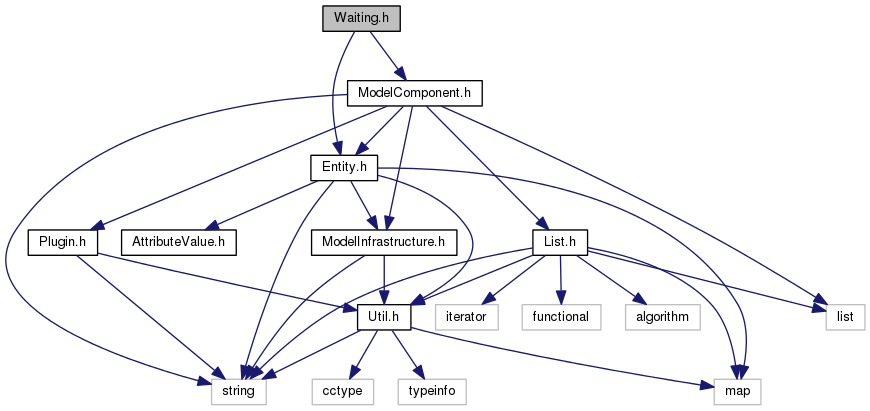 Waiting.h
ModelComponent.h
Entity.h
Plugin.h
AttributeValue.h
ModelInfrastructure.h
List.h
Util.h
iterator
functional
algorithm
list
string
cctype
typeinfo
map